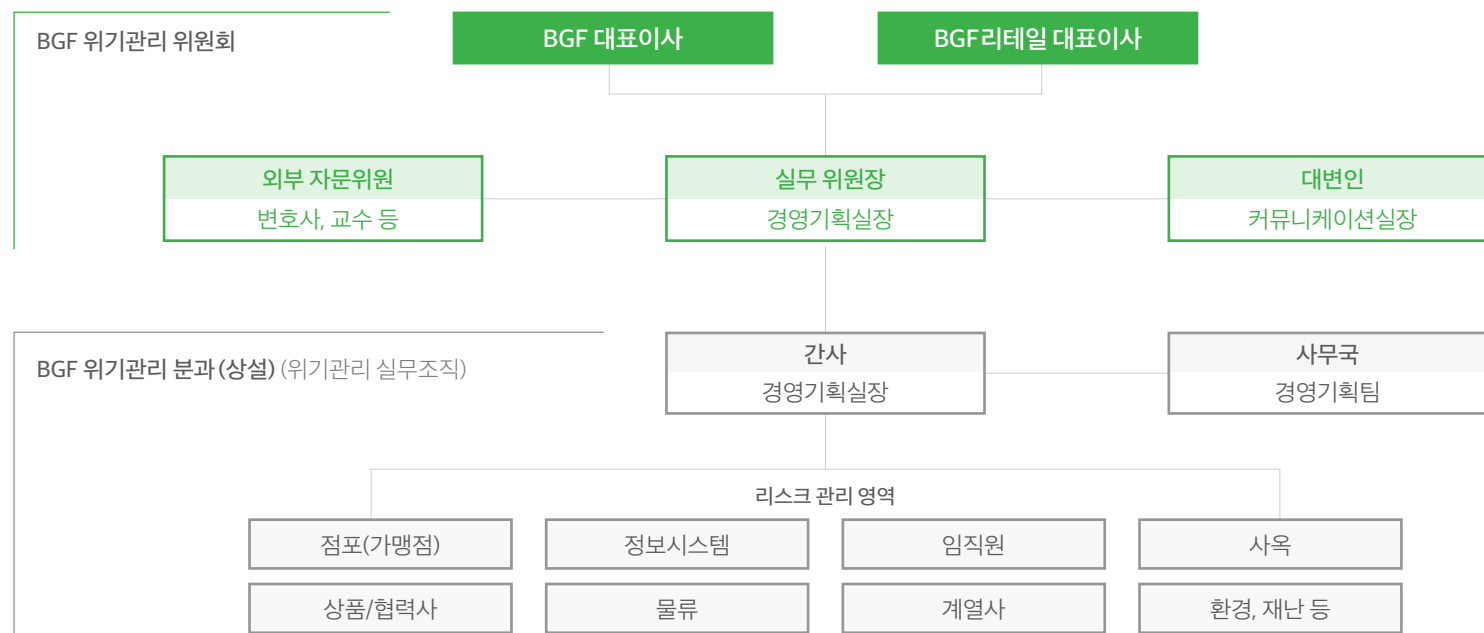 BGF 위기관리 위원회
BGF 대표이사
BGF리테일 대표이사
외부 자문위원
변호사, 교수 등
실무 위원장
경영기획실장
대변인
커뮤니케이션실장
BGF 위기관리 분과(상설) (위기관리 실무조직)
간사
경영기획실장
사무국
경영기획팀
리스크 관리 영역
점포(가맹점)
정보시스템
임직원
사옥
상품/협력사
물류
계열사
환경, 재난 등